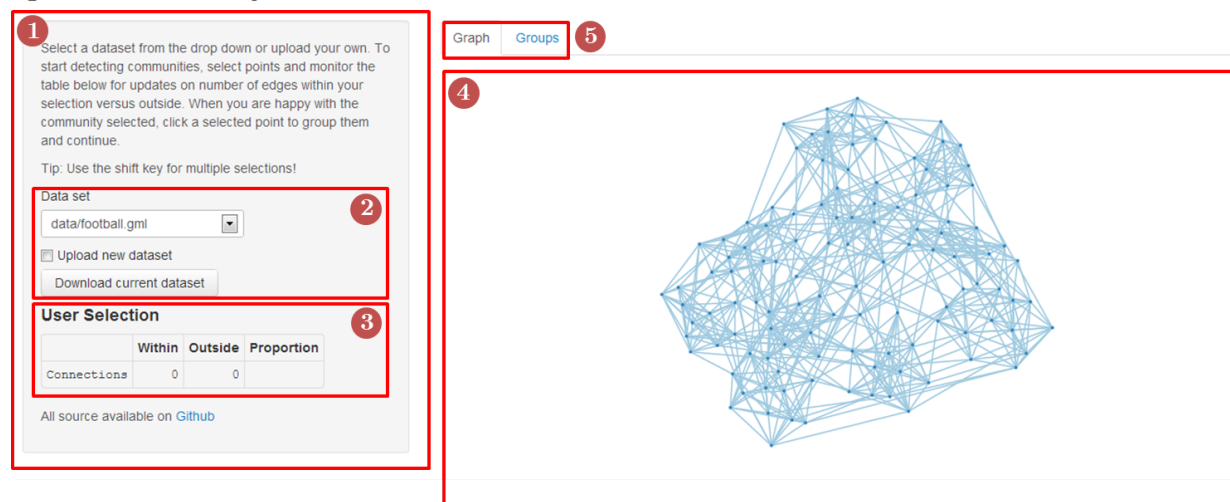 1
Select a dataset from the drop down or upload your own. To
start detecting communities, select points and monitor the
table below for updates on number of edges within your
selection versus outside. When you are happy with the
community selected, click a selected point to group them
and continue.
Tip: Use the shift key for multiple selections!
Data set
2
data/football.gml
Upload new dataset
Download current dataset
User Selection
3
Within Outside Proportion
Connections 0 0
All source available on Github
Graph Groups 5
4